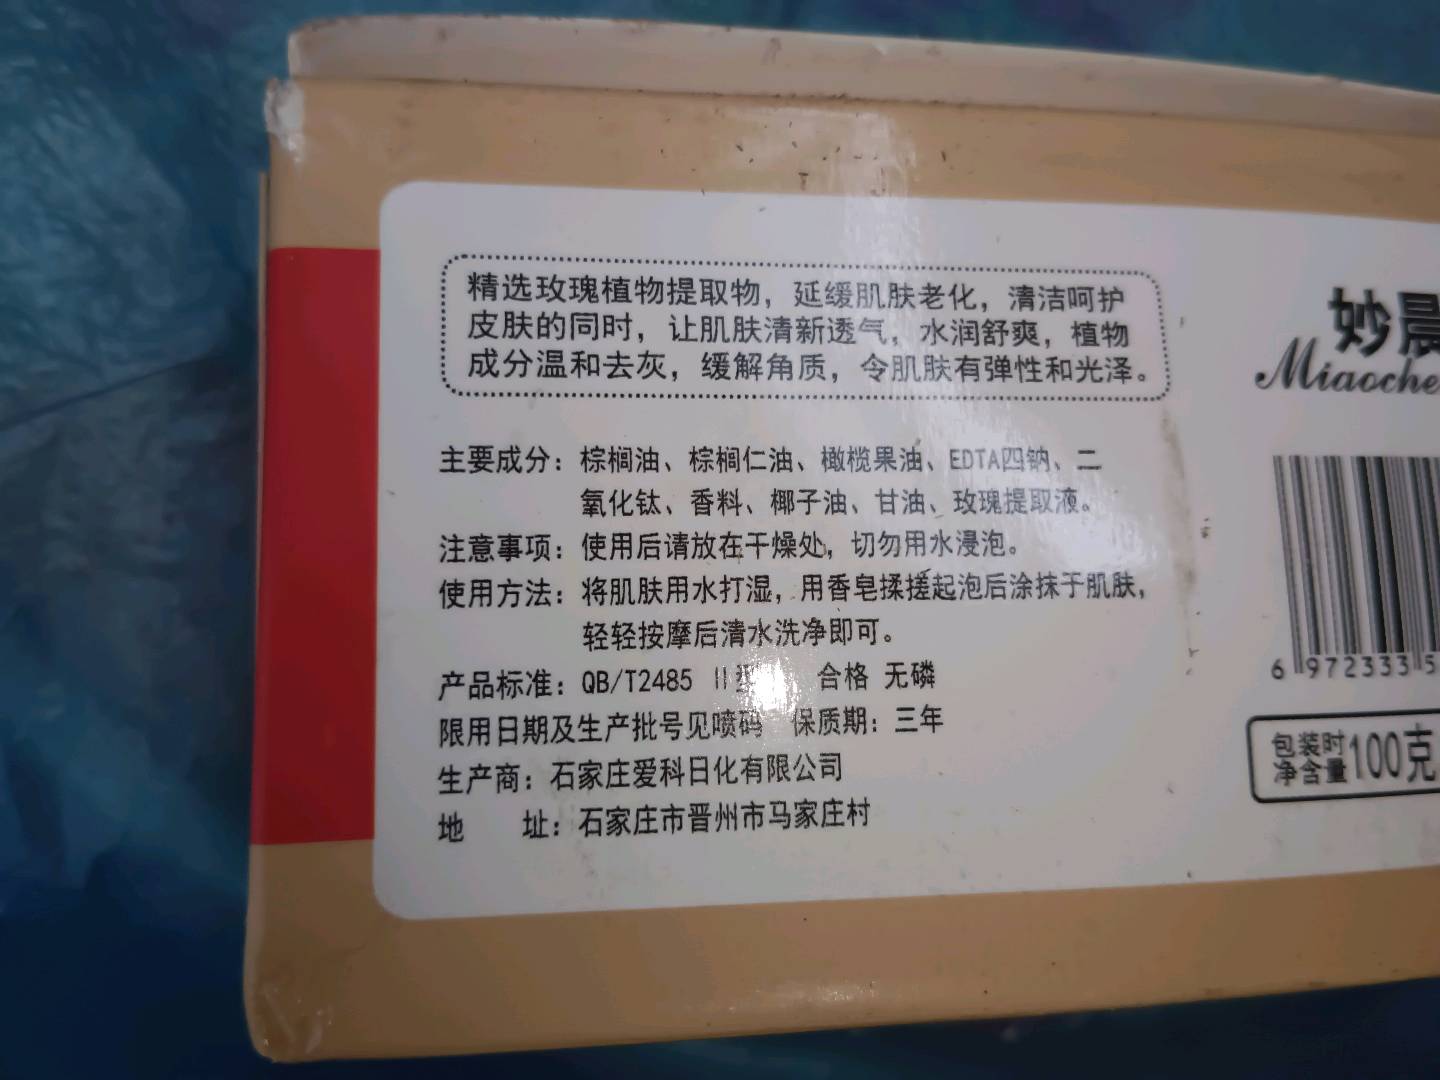 精选玫瑰植物提取物，延缓肌肤老化，清洁呵护
皮肤的同时，让肌肤清新透气，水润舒爽，植物
成分温和去灰，缓解角质，令肌肤有弹性和光泽。
主要成分：棕榈油、棕榈仁油、橄榄果油、EDTA四钠、二
氧化钛、香料、椰子油、甘油、玫瑰提取液。
注意事项：使用后请放在干燥处，切勿用水浸泡。
使用方法：将肌肤用水打湿，用香皂揉搓起泡后涂抹于肌肤，
轻轻按摩后清水洗净即可。
产品标准：QB/T2485 II型 合格 无磷
限用日期及生产批号见喷码 保质期：三年
生产商：石家庄爱科日化有限公司
地 址：石家庄市晋州市马家庄村
妙晨
Miaoche
6 972333 5
包装时
净含量100克